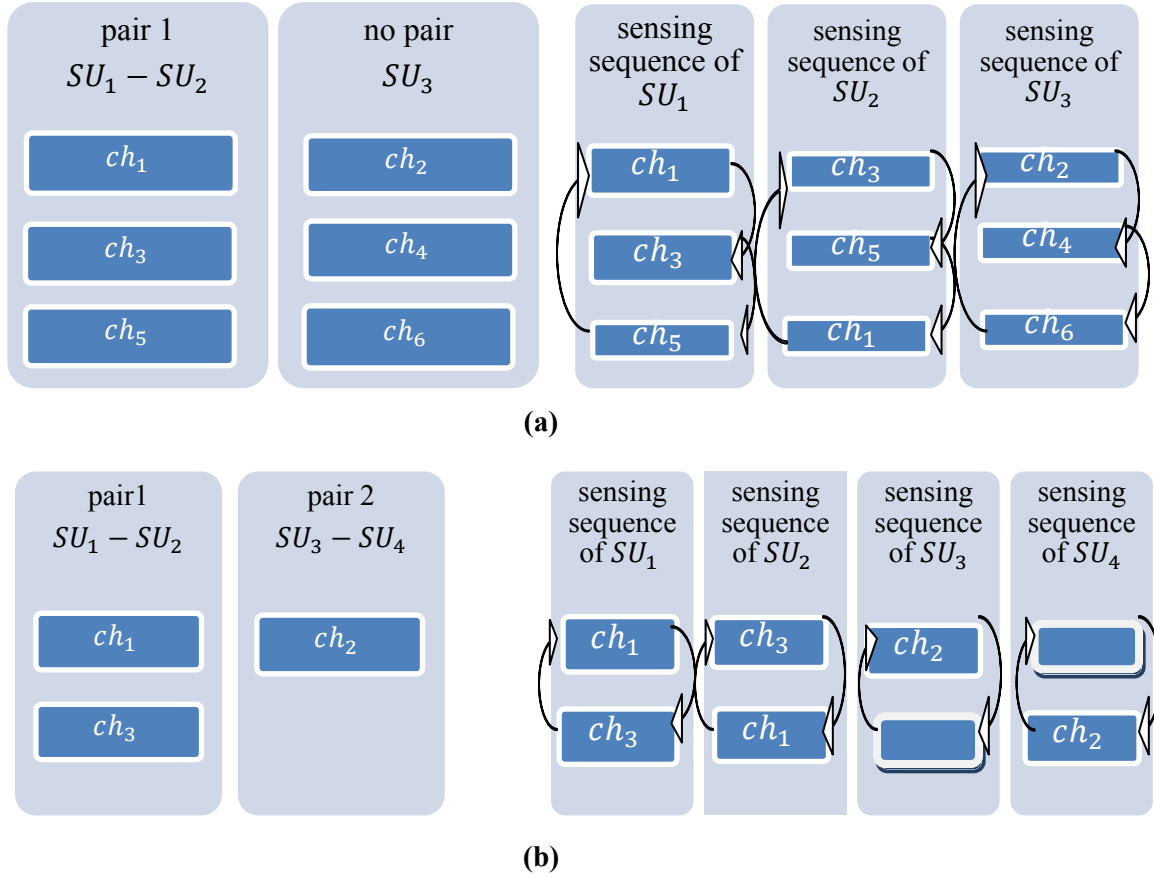 pair 1
SU₁ − SU₂
ch₁
ch₃
ch₅
no pair
SU₃
ch₂
ch₄
ch₆
sensing
sequence of
SU₁
ch₁
ch₃
ch₅
sensing
sequence of
SU₂
ch₃
ch₅
ch₁
sensing
sequence of
SU₃
ch₂
ch₄
ch₆
(a)
pair1
SU₁ − SU₂
ch₁
ch₃
pair 2
SU₃ − SU₄
ch₂
sensing
sequence
of SU₁
ch₁
ch₃
sensing
sequence
of SU₂
ch₃
ch₁
sensing
sequence
of SU₃
ch₂
sensing
sequence
of SU₄
ch₂
(b)